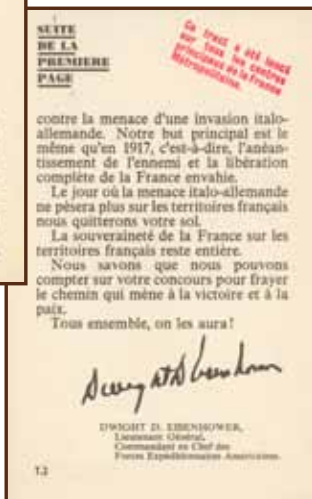 SUITE
DE LA
PREMIERE
PAGE
Ce tract a été lancé
sur tous les centres
principaux de la France
Métropolitaine.
contre la menace d'une invasion italo-
allemande. Notre but principal est le
même qu'en 1917, c'est-à-dire, l'anéan-
tissement de l'ennemi et la libération
complète de la France envahie.
Le jour où la menace italo-allemande
ne pèsera plus sur les territoires français
nous quitterons votre sol.
La souveraineté de la France sur les
territoires français reste entière.
Nous savons que nous pouvons
compter sur votre concours pour frayer
le chemin qui mène à la victoire et à la
paix.
Tous ensemble, on les aura!
Dwight D Eisenhower
DWIGHT D. EISENHOWER,
Lieutenant Général,
Commandant en Chef des
Forces Expéditionnaires Américaines.